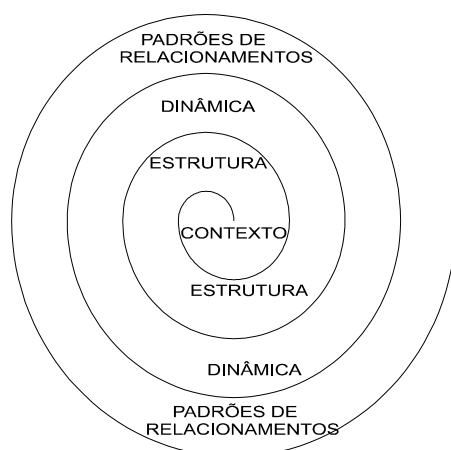 PADRÕES DE
RELACIONAMENTOS
DINÂMICA
ESTRUTURA
CONTEXTO
ESTRUTURA
DINÂMICA
PADRÕES DE
RELACIONAMENTOS